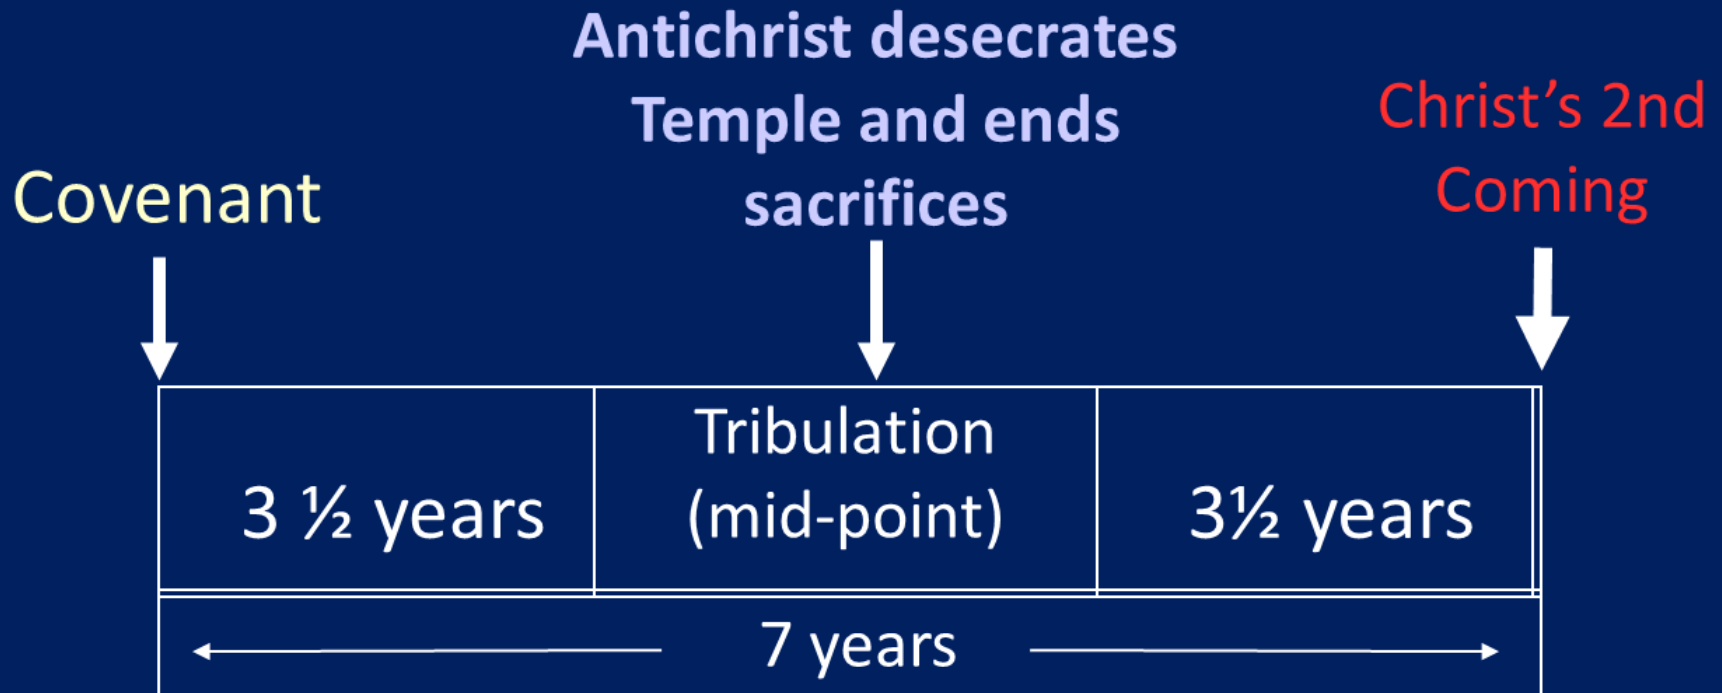 Antichrist desecrates
Temple and ends
sacrifices
Christ’s 2nd
Coming
Covenant
3 ½ years
Tribulation
(mid-point)
3½ years
7 years